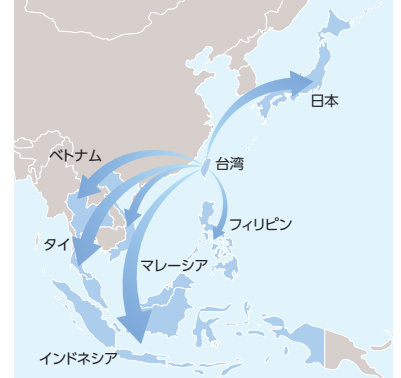 日本
ベトナム
台湾
フィリピン
タイ
マレーシア
インドネシア